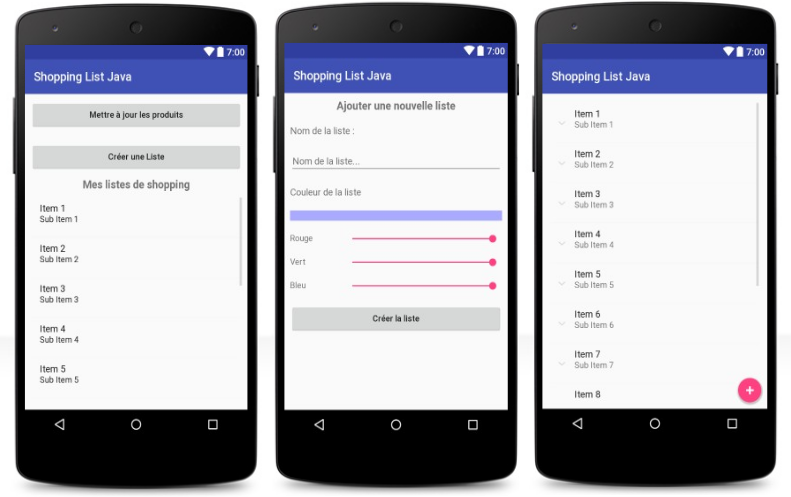 7:00
Shopping List Java
Mettre à jour les produits
Créer une Liste
Mes listes de shopping
Item 1
Sub Item 1
Item 2
Sub Item 2
Item 3
Sub Item 3
Item 4
Sub Item 4
Item 5
Sub Item 5
7:00
Shopping List Java
Ajouter une nouvelle liste
Nom de la liste :
Nom de la liste...
Couleur de la liste
Rouge
Vert
Bleu
Créer la liste
7:00
Shopping List Java
Item 1
Sub Item 1
Item 2
Sub Item 2
Item 3
Sub Item 3
Item 4
Sub Item 4
Item 5
Sub Item 5
Item 6
Sub Item 6
Item 7
Sub Item 7
Item 8
+